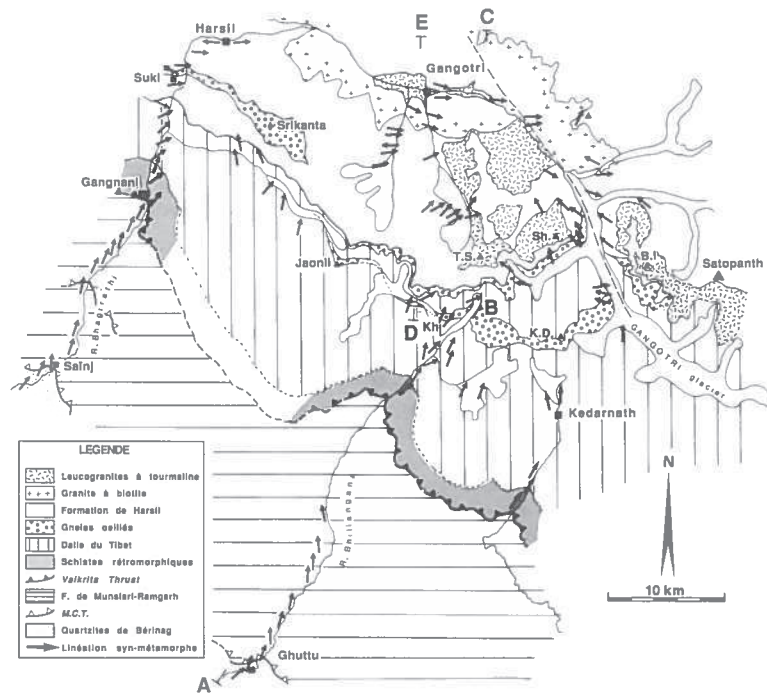 E
C
Harsil
Gangotri
Suki
Srikanta
Gangnani
Sh.
T.S.
B.I.
Satopanth
Jaonli
D
Kh
B
K.D.
GANGOTRI glacier
R. Bhagirathi
Sainj
Kedarnath
R. Bhillangana
N
10 km
LEGENDE
Leucogranites à tourmaline
Granite à biotite
Formation de Harsil
Gneiss oeillés
Dalle du Tibet
Schistes rétromorphiques
Vaikrita Thrust
F. de Munsiari-Ramgarh
M.C.T.
Quartzites de Bérinag
Linéation syn-métamorphe
Ghuttu
A